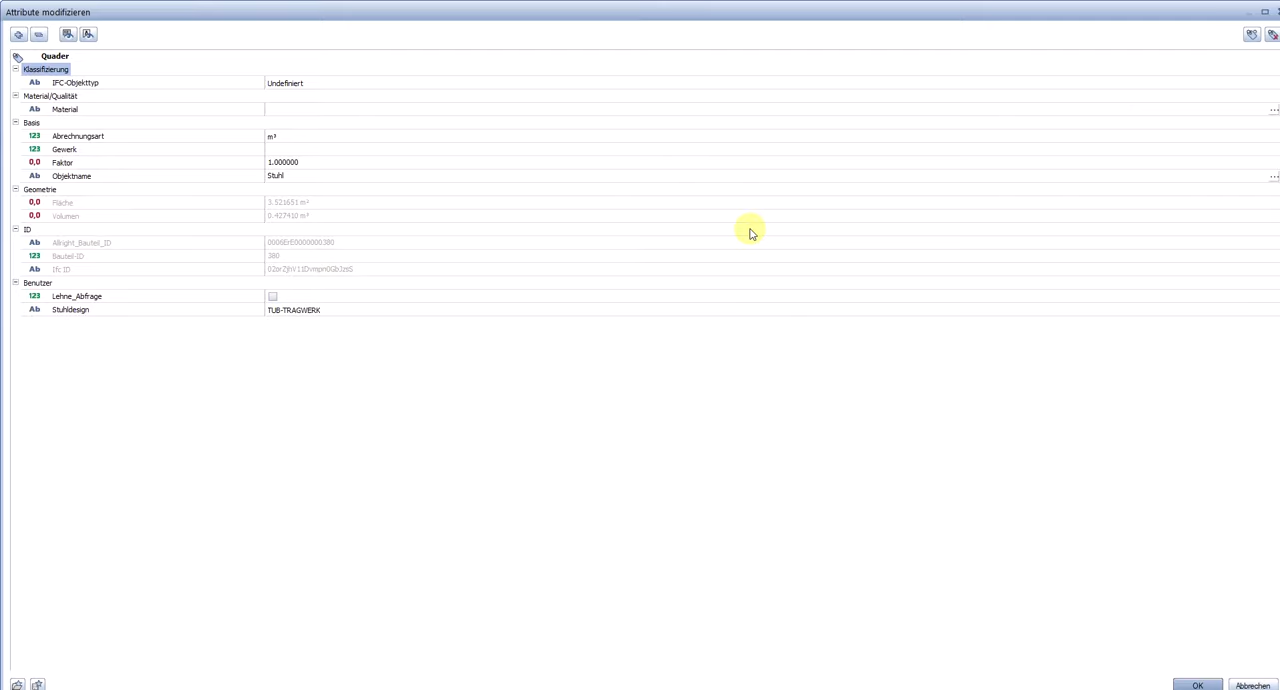 Attribute modifizieren
Quader
Klassifizierung
Ab IFC-Objekttyp Undefiniert
Material/Qualität
Ab Material ...
Basis
123 Abrechnungsart m³
123 Gewerk
0,0 Faktor 1.000000
Ab Objektname Stuhl ...
Geometrie
0,0 Fläche 3.521651 m²
0,0 Volumen 0.427410 m³
ID
Ab Allright_Bauteil_ID 0006ErE0000000380
123 Bauteil-ID 380
Ab Ifc ID
Benutzer
123 Lehne_Abfrage
Ab Stuhldesign TUB-TRAGWERK
OK Abbrechen